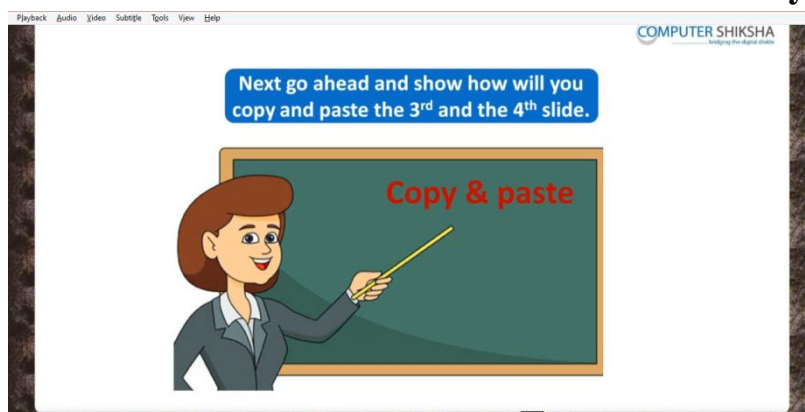 Playback Audio Video Subtitle Tools View Help
COMPUTER SHIKSHA
bridging the digital divide
Next go ahead and show how will you
copy and paste the 3rd and the 4th slide.
Copy & paste